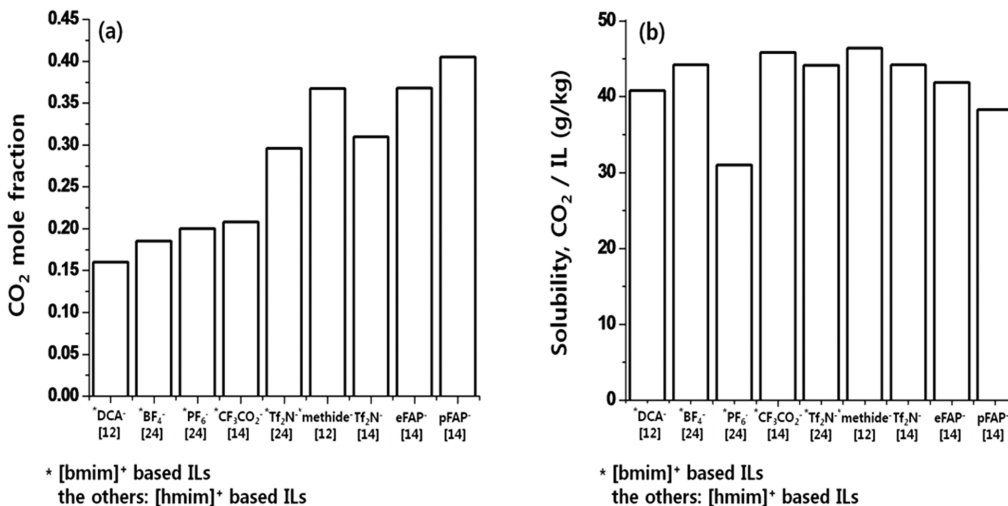 (a)
CO₂ mole fraction
0.45
0.40
0.35
0.30
0.25
0.20
0.15
0.10
0.05
0.00
*DCA⁻ *BF₄⁻ *PF₆⁻ *CF₃CO₂⁻ *Tf₂N⁻ *methide⁻ Tf₂N⁻ eFAP⁻ pFAP⁻
[12] [24] [24] [14] [24] [12] [14] [14] [14]
* [bmim]⁺ based ILs
the others: [hmim]⁺ based ILs
(b)
Solubility, CO₂ / IL (g/kg)
50
40
30
20
10
0
*DCA⁻ *BF₄⁻ *PF₆⁻ *CF₃CO₂⁻ *Tf₂N⁻ *methide⁻ Tf₂N⁻ eFAP⁻ pFAP⁻
[12] [24] [24] [14] [24] [12] [14] [14] [14]
* [bmim]⁺ based ILs
the others: [hmim]⁺ based ILs